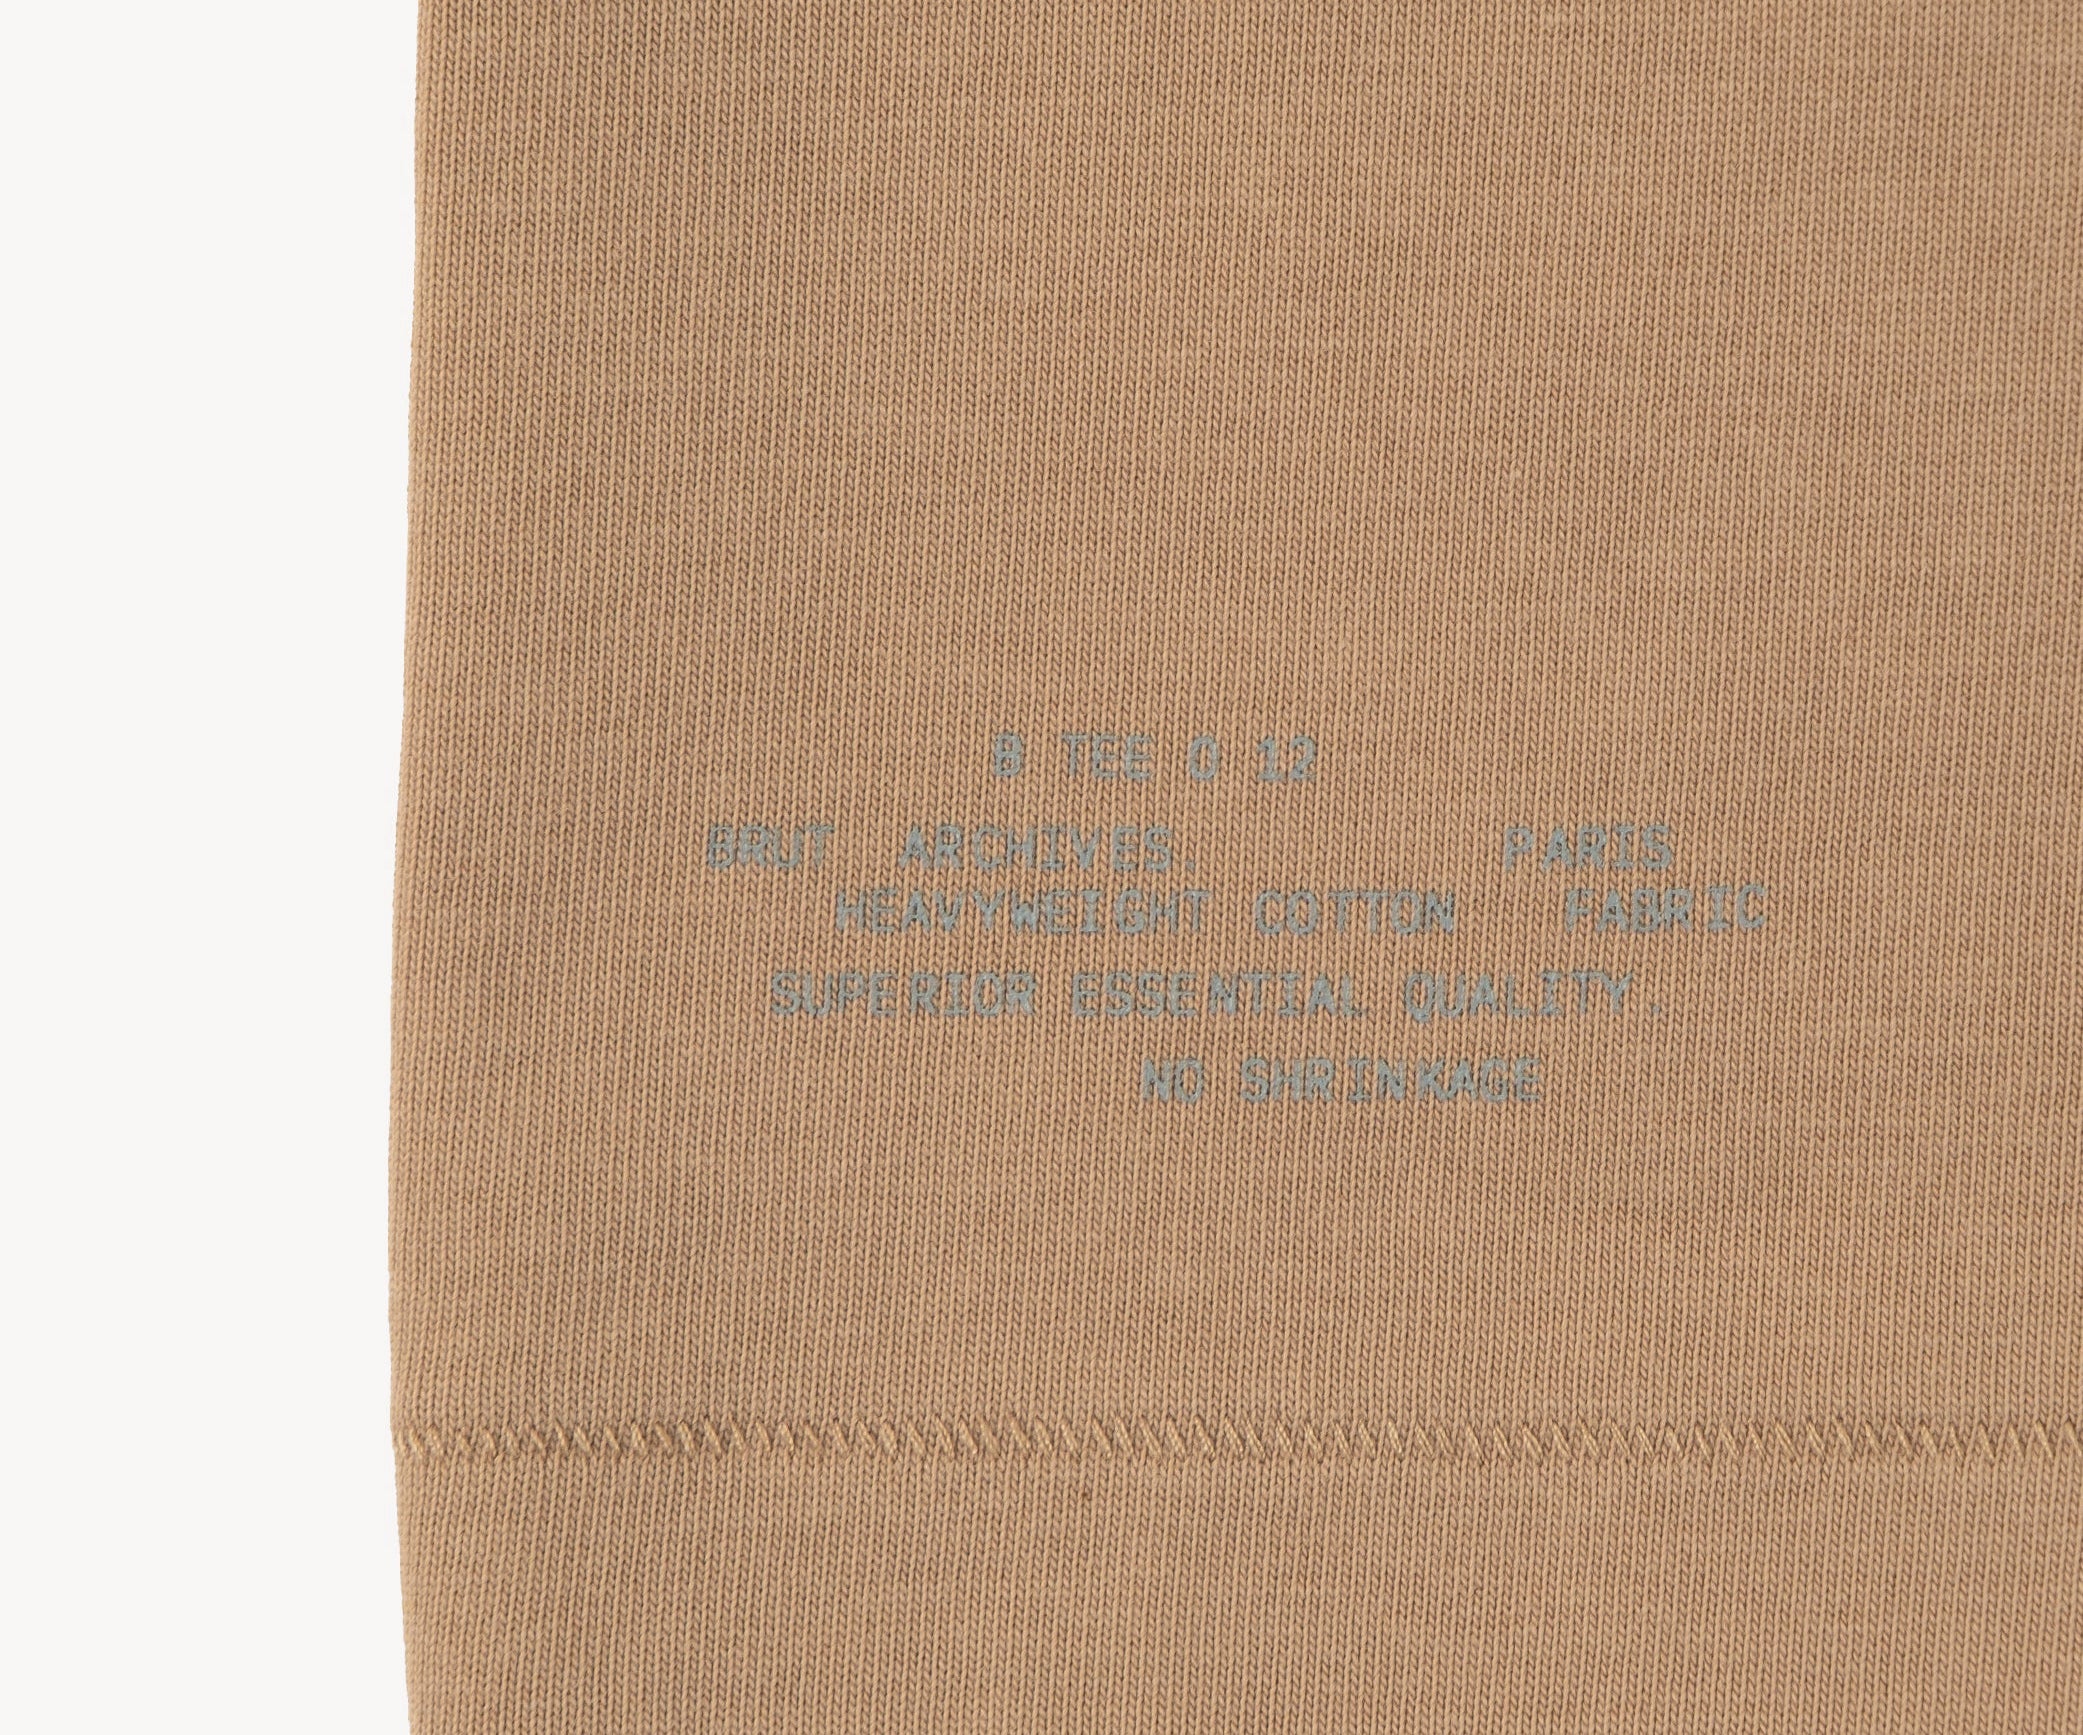 B TEE 0 12
BRUT ARCHIVES. PARIS
HEAVYWEIGHT COTTON FABRIC
SUPERIOR ESSENTIAL QUALITY.
NO SHRINKAGE